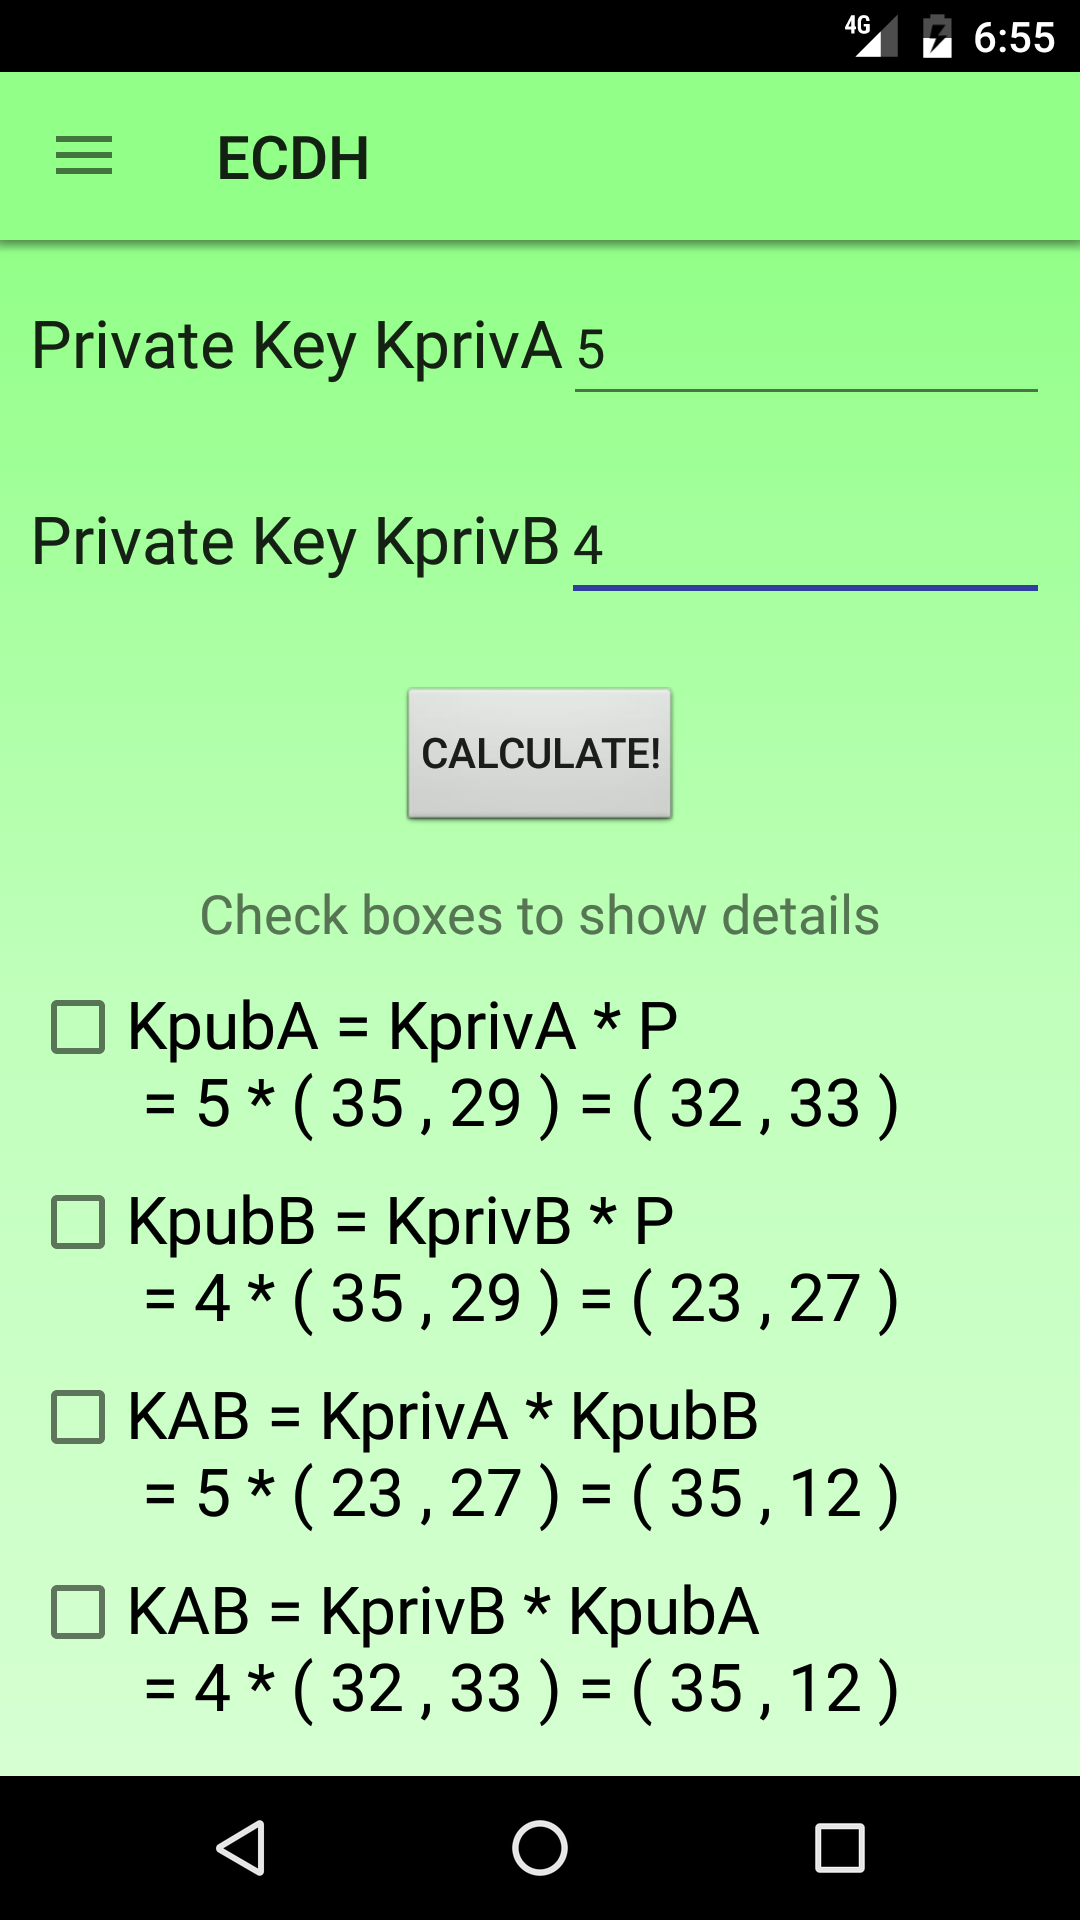 4G 6:55
ECDH
Private Key KprivA 5
Private Key KprivB 4
CALCULATE!
Check boxes to show details
KpubA = KprivA * P
= 5 * ( 35 , 29 ) = ( 32 , 33 )
KpubB = KprivB * P
= 4 * ( 35 , 29 ) = ( 23 , 27 )
KAB = KprivA * KpubB
= 5 * ( 23 , 27 ) = ( 35 , 12 )
KAB = KprivB * KpubA
= 4 * ( 32 , 33 ) = ( 35 , 12 )